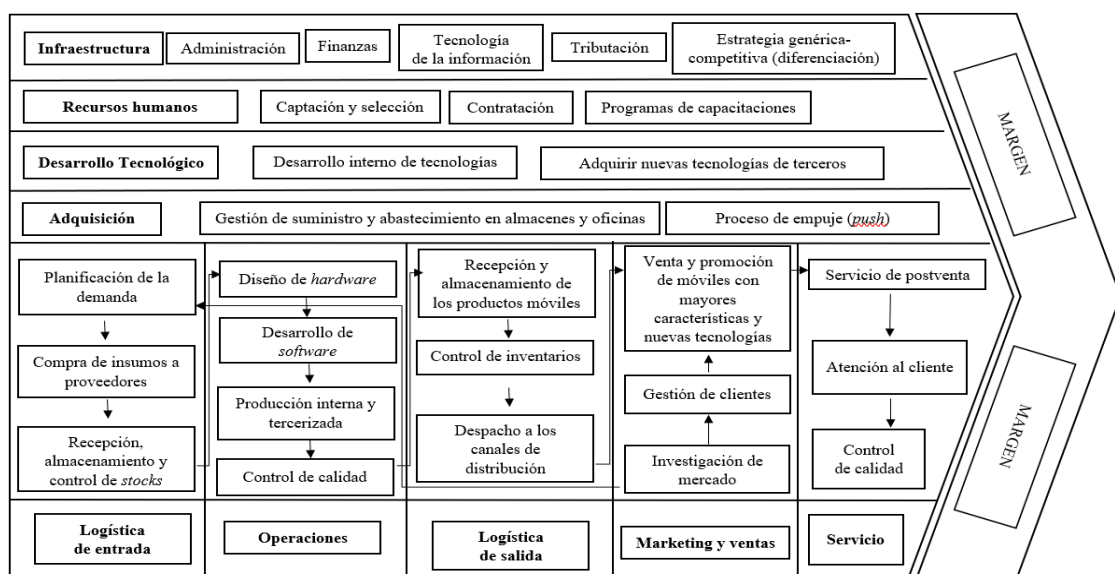 Infraestructura
Administración
Finanzas
Tecnología
de la información
Tributación
Estrategia genérica-
competitiva (diferenciación)
Recursos humanos
Captación y selección
Contratación
Programas de capacitaciones
Desarrollo Tecnológico
Desarrollo interno de tecnologías
Adquirir nuevas tecnologías de terceros
Adquisición
Gestión de suministro y abastecimiento en almacenes y oficinas
Proceso de empuje (push)
Planificación de la
demanda
Compra de insumos a
proveedores
Recepción,
almacenamiento y
control de stocks
Diseño de hardware
Desarrollo de
software
Producción interna y
tercerizada
Control de calidad
Recepción y
almacenamiento de
los productos móviles
Control de inventarios
Despacho a los
canales de
distribución
Venta y promoción
de móviles con
mayores
características y
nuevas tecnologías
Gestión de clientes
Investigación de
mercado
Servicio de postventa
Atención al cliente
Control
de calidad
Logística
de entrada
Operaciones
Logística
de salida
Marketing y ventas
Servicio
MARGEN
MARGEN